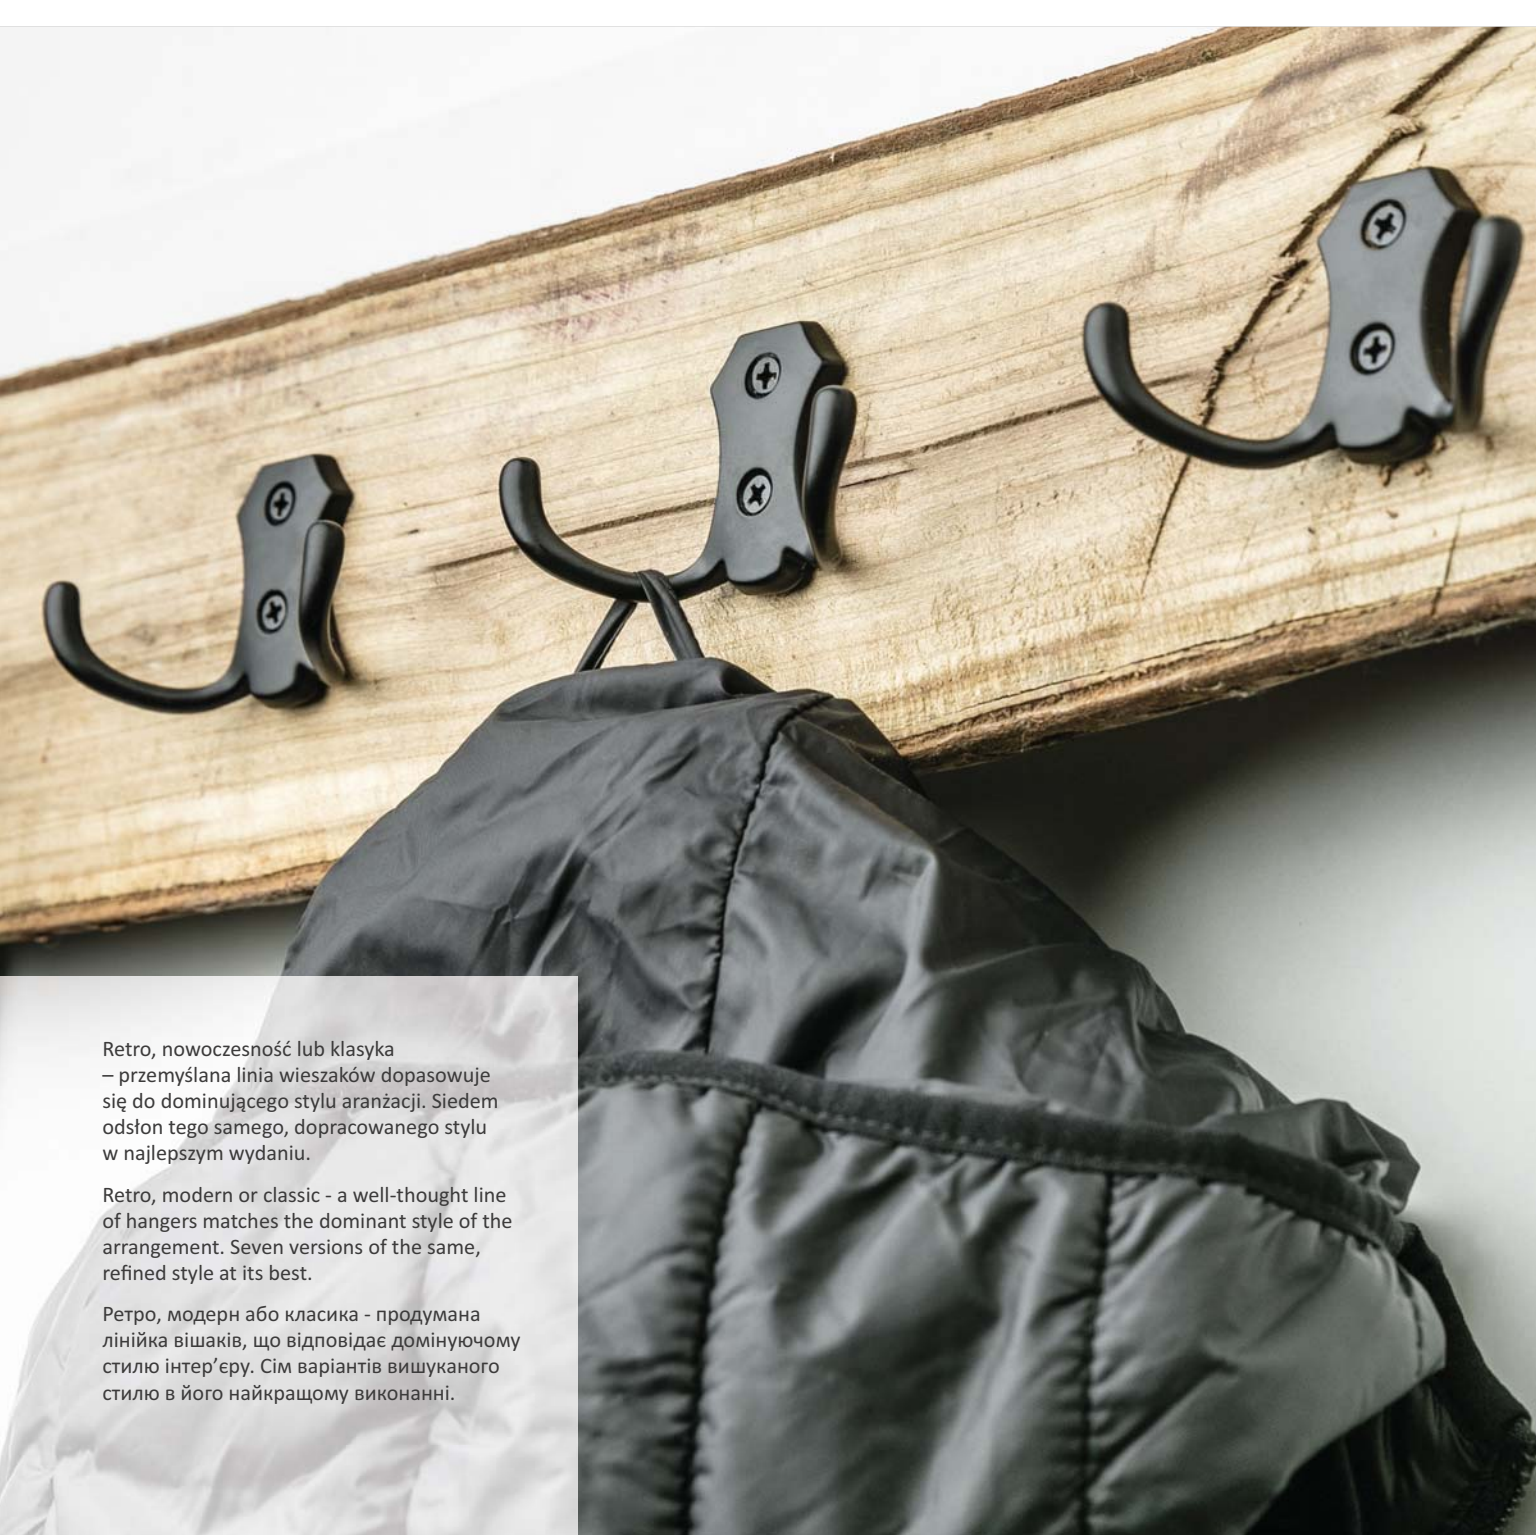 Retro, nowoczesność lub klasyka
– przemyślana linia wieszaków dopasowuje
się do dominującego stylu aranżacji. Siedem
odsłon tego samego, dopracowanego stylu
w najlepszym wydaniu.
Retro, modern or classic - a well-thought line
of hangers matches the dominant style of the
arrangement. Seven versions of the same,
refined style at its best.
Ретро, модерн або класика - продумана
лінійка вішаків, що відповідає домінуючому
стилю інтер’єру. Сім варіантів вишуканого
стилю в його найкращому виконанні.